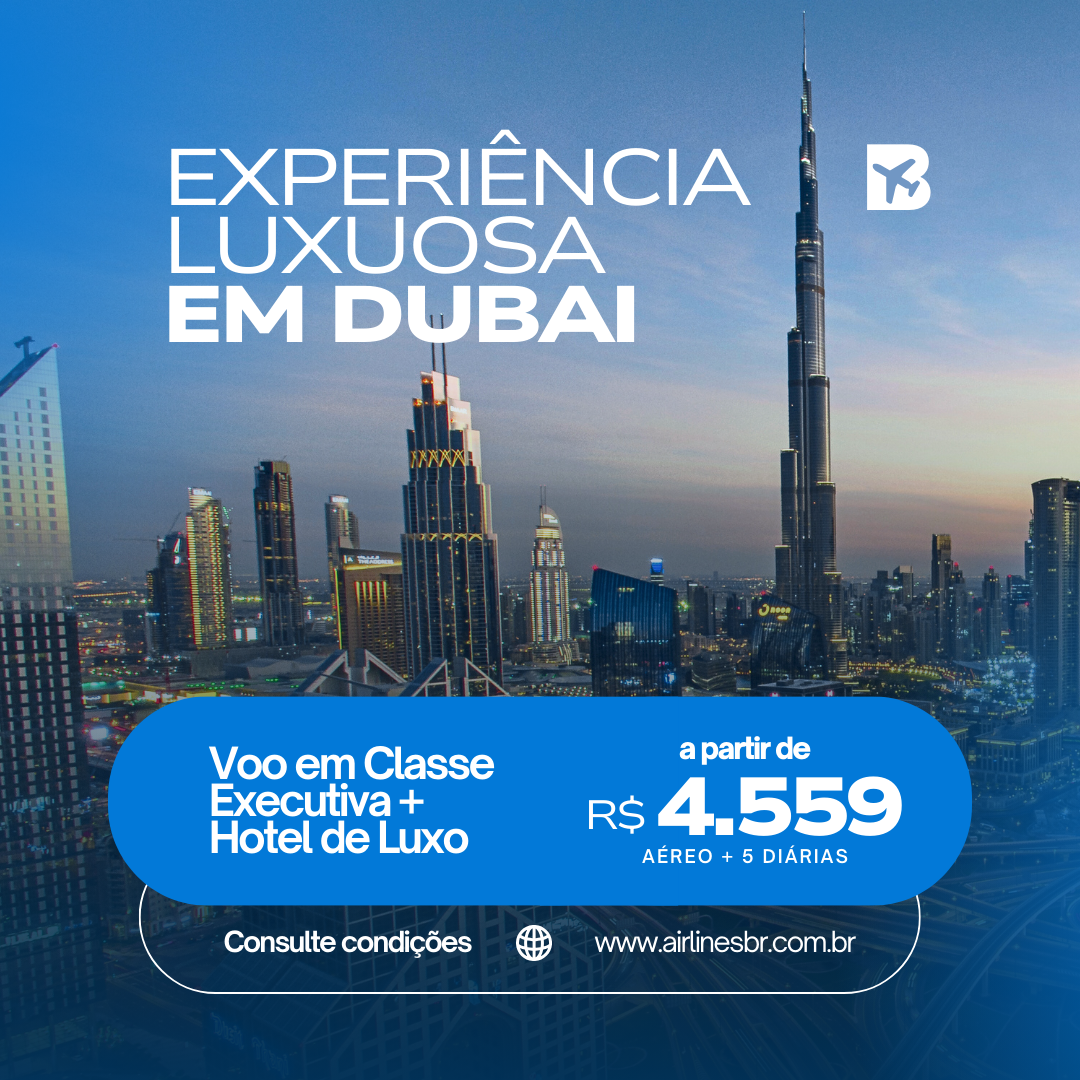 EXPERIÊNCIA
LUXUOSA
EM DUBAI
B
noon
Voo em Classe
Executiva +
Hotel de Luxo
a partir de
R$ 4.559
AÉREO + 5 DIÁRIAS
Consulte condições
www.airlinesbr.com.br